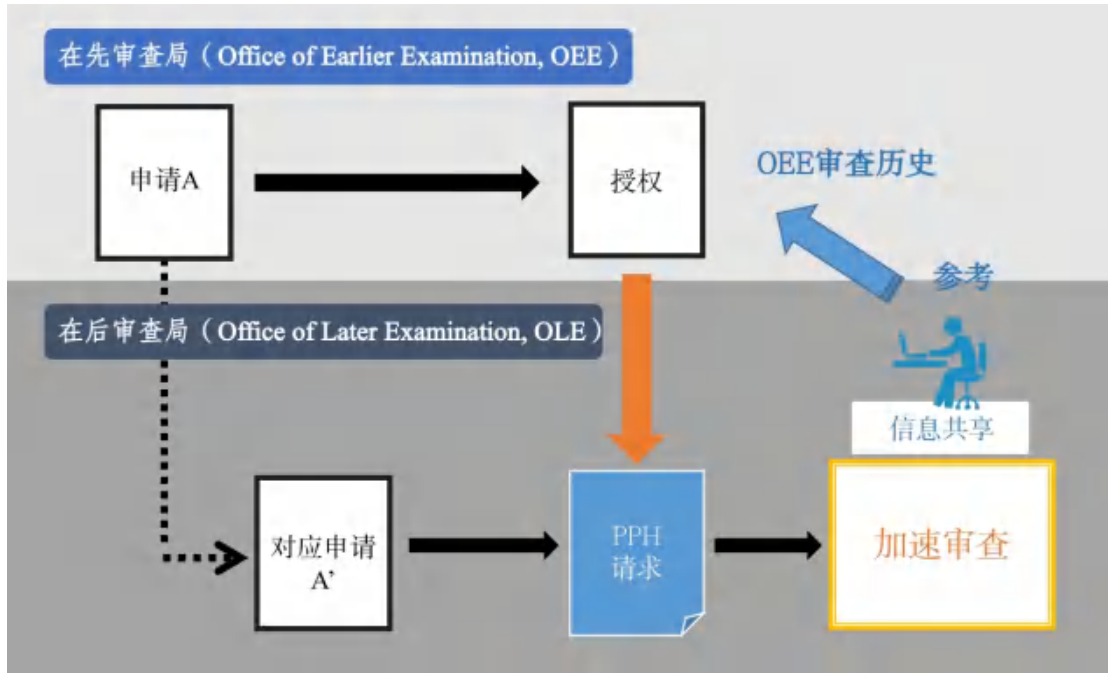 在先审查局（Office of Earlier Examination, OEE）
申请A
授权
OEE审查历史
参考
在后审查局（Office of Later Examination, OLE）
信息共享
对应申请
A’
PPH
请求
加速审查